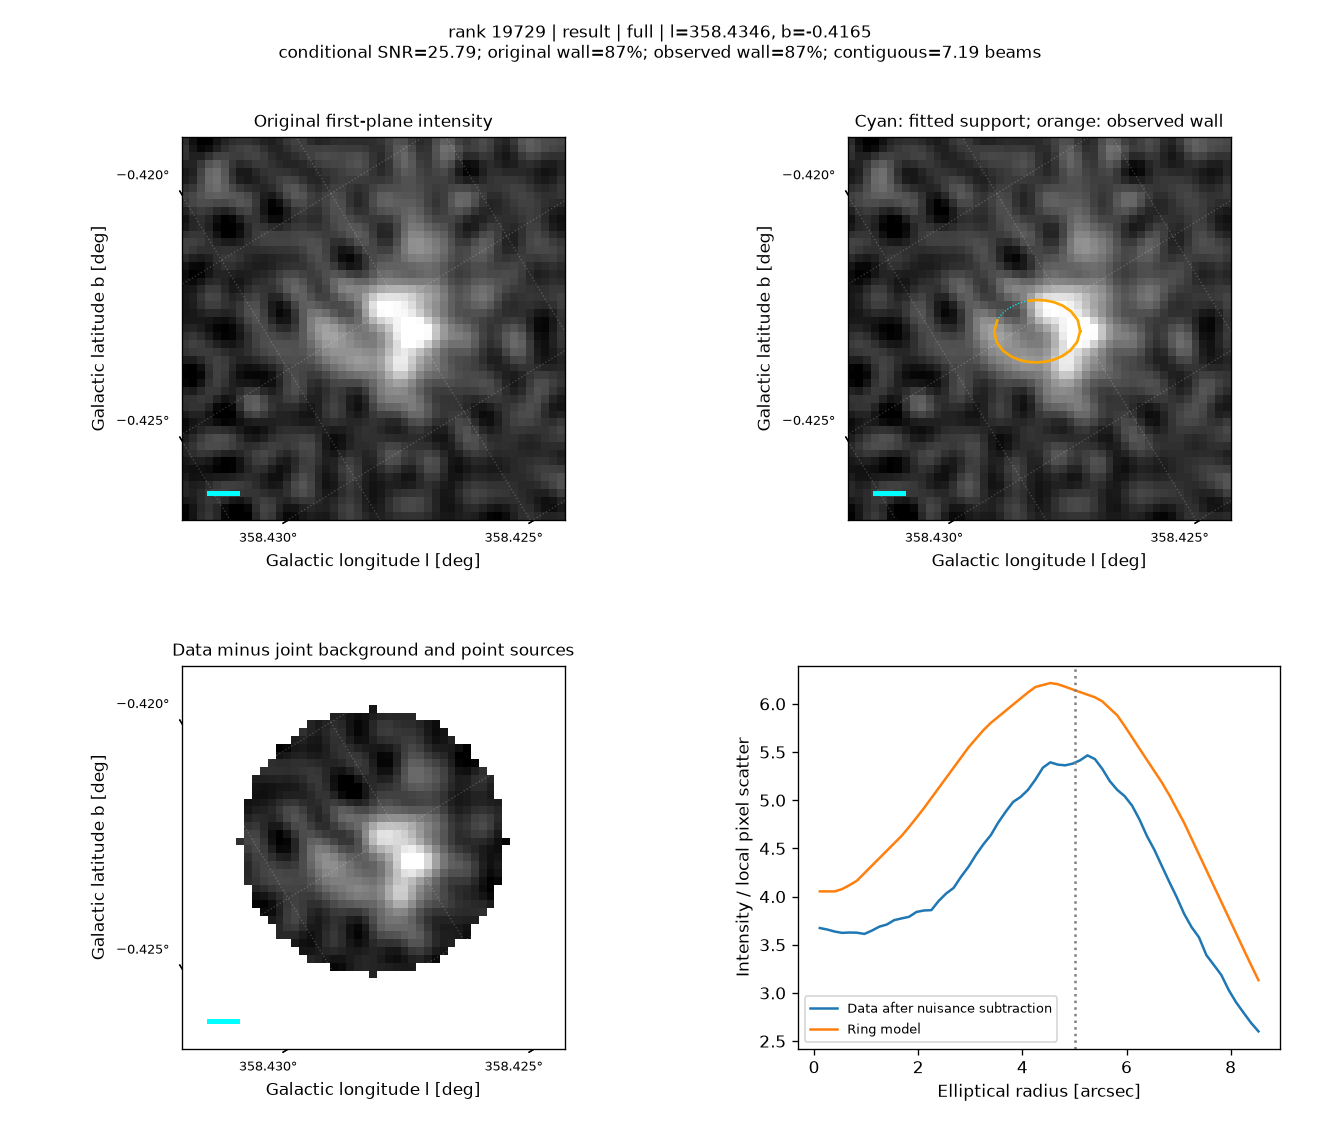 rank 19729 | result | full | l=358.4346, b=-0.4165
conditional SNR=25.79; original wall=87%; observed wall=87%; contiguous=7.19 beams
Original first-plane intensity
Cyan: fitted support; orange: observed wall
−0.420°
−0.425°
Galactic latitude b [deg]
358.430°
358.425°
Galactic longitude l [deg]
−0.420°
−0.425°
Galactic latitude b [deg]
358.430°
358.425°
Galactic longitude l [deg]
Data minus joint background and point sources
−0.420°
−0.425°
Galactic latitude b [deg]
358.430°
358.425°
Galactic longitude l [deg]
6.0
5.5
5.0
4.5
4.0
3.5
3.0
2.5
Intensity / local pixel scatter
Data after nuisance subtraction
Ring model
0 2 4 6 8
Elliptical radius [arcsec]